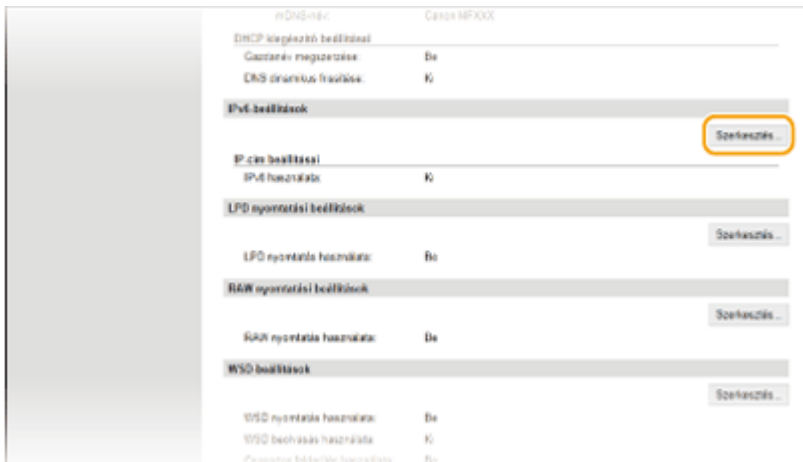 mDNS-név: Canon MFXXX
DHCP kiegészítő beállításai
Gazdanév megszerzése: Be
DNS dinamikus frissítése: Ki
IPv6-beállítások
Szerkesztés...
IP-cím beállításai
IPv6 használata: Ki
LPD nyomtatási beállítások
Szerkesztés...
LPD nyomtatás használata: Be
RAW nyomtatási beállítások
Szerkesztés...
RAW nyomtatás használata: Be
WSD beállítások
Szerkesztés...
WSD nyomtatás használata: Be
WSD beolvasás használata: Ki